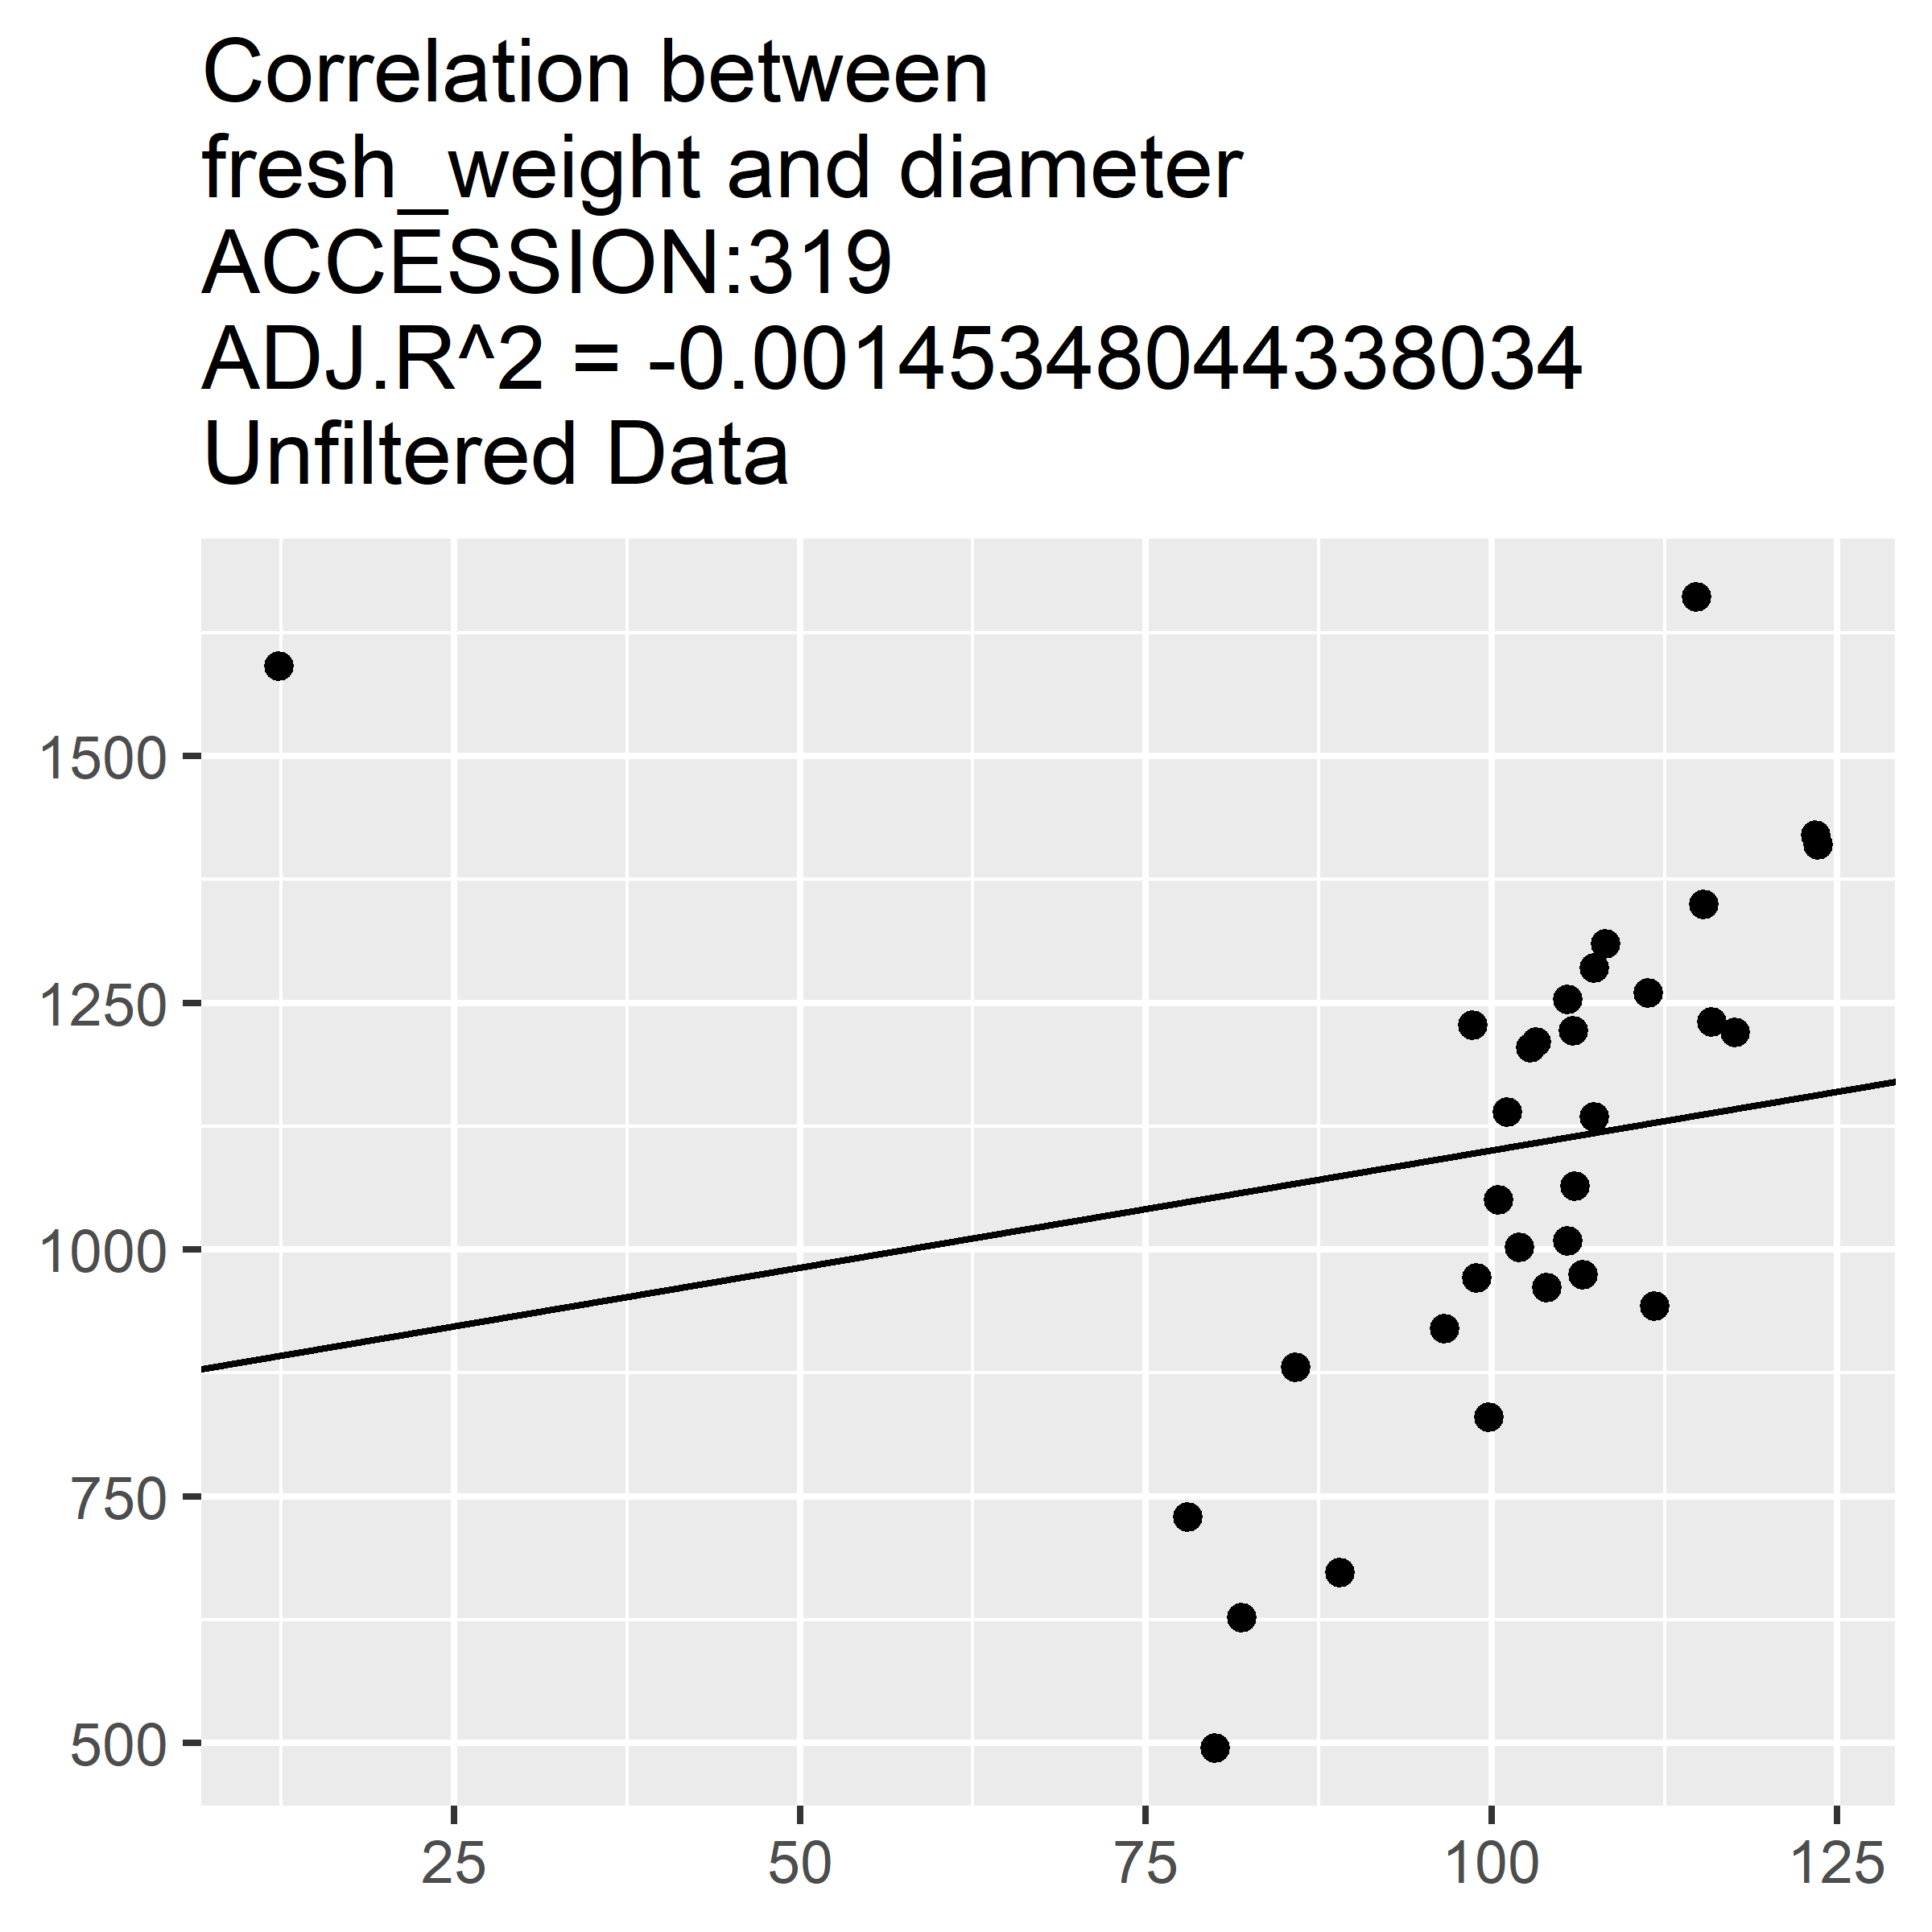 Correlation between
fresh_weight and diameter
ACCESSION:319
ADJ.R^2 = -0.00145348044338034
Unfiltered Data
1500
1250
1000
750
500
25 50 75 100 125